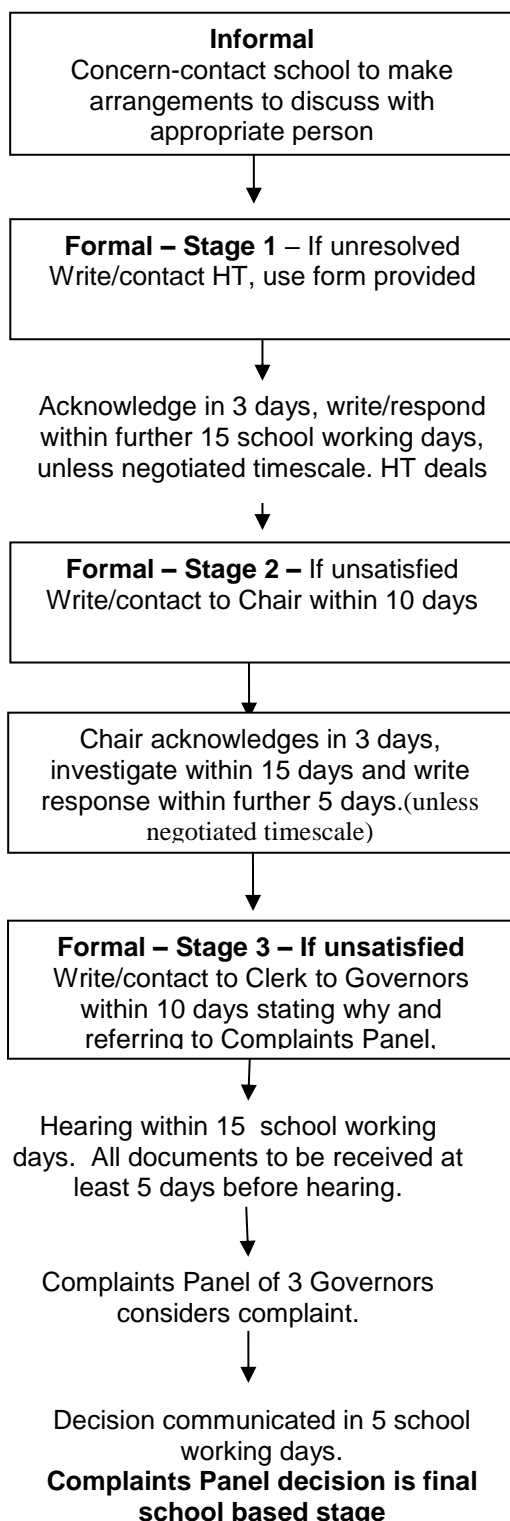 Informal
Concern-contact school to make
arrangements to discuss with
appropriate person
Formal – Stage 1 – If unresolved
Write/contact HT, use form provided
Acknowledge in 3 days, write/respond
within further 15 school working days,
unless negotiated timescale. HT deals
Formal – Stage 2 – If unsatisfied
Write/contact to Chair within 10 days
Chair acknowledges in 3 days,
investigate within 15 days and write
response within further 5 days.(unless
negotiated timescale)
Formal – Stage 3 – If unsatisfied
Write/contact to Clerk to Governors
within 10 days stating why and
referring to Complaints Panel.
Hearing within 15 school working
days. All documents to be received at
least 5 days before hearing.
Complaints Panel of 3 Governors
considers complaint.
Decision communicated in 5 school
working days.
Complaints Panel decision is final
school based stage